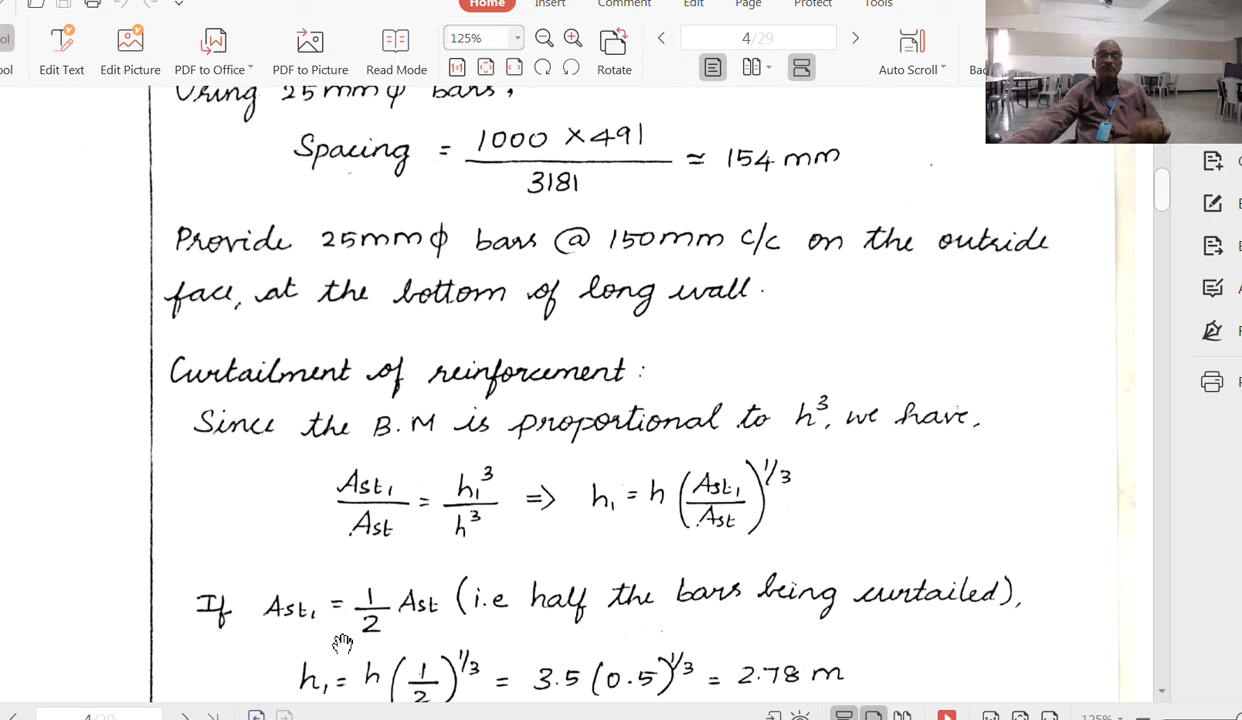 Home Insert Comment Edit Page Protect Tools
125% 4/29
Edit Text Edit Picture PDF to Office PDF to Picture Read Mode Rotate Auto Scroll
Using 25mmφ bars,
Spacing = 1000 × 491 / 3181 ≃ 154 mm
Provide 25mmφ bars @ 150mm c/c on the outside
face, at the bottom of long wall.
Curtailment of reinforcement:
Since the B.M is proportional to h³, we have,
Ast₁ / Ast = h₁³ / h³ => h₁ = h (Ast₁ / Ast)^1/3
If Ast₁ = 1/2 Ast (i.e half the bars being curtailed),
h₁ = h (1/2)^1/3 = 3.5 (0.5)^1/3 = 2.78 m